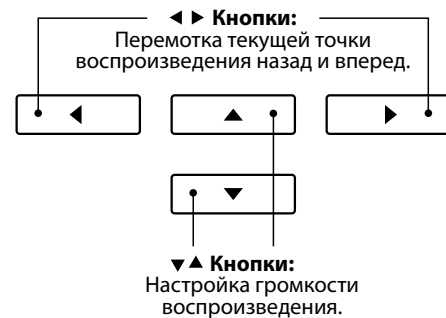 ◀ ▶ Кнопки:
Перемотка текущей точки
воспроизведения назад и вперед.
▼▲ Кнопки:
Настройка громкости
воспроизведения.